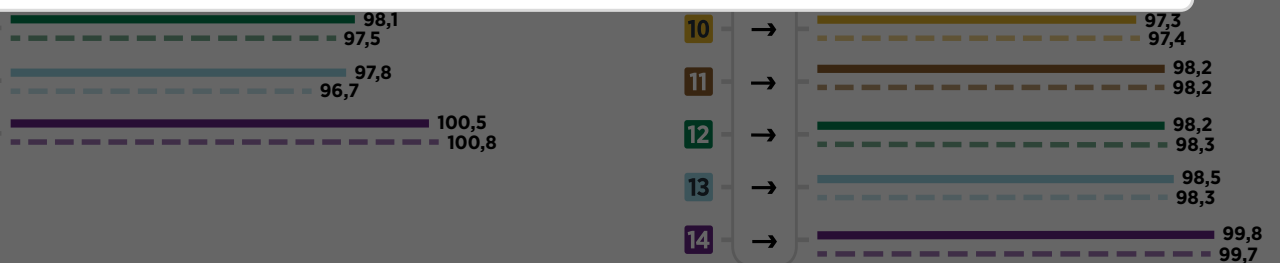 98,1
97,5
97,8
96,7
100,5
100,8
10 → 97,3
97,4
11 → 98,2
98,2
12 → 98,2
98,3
13 → 98,5
98,3
14 → 99,8
99,7